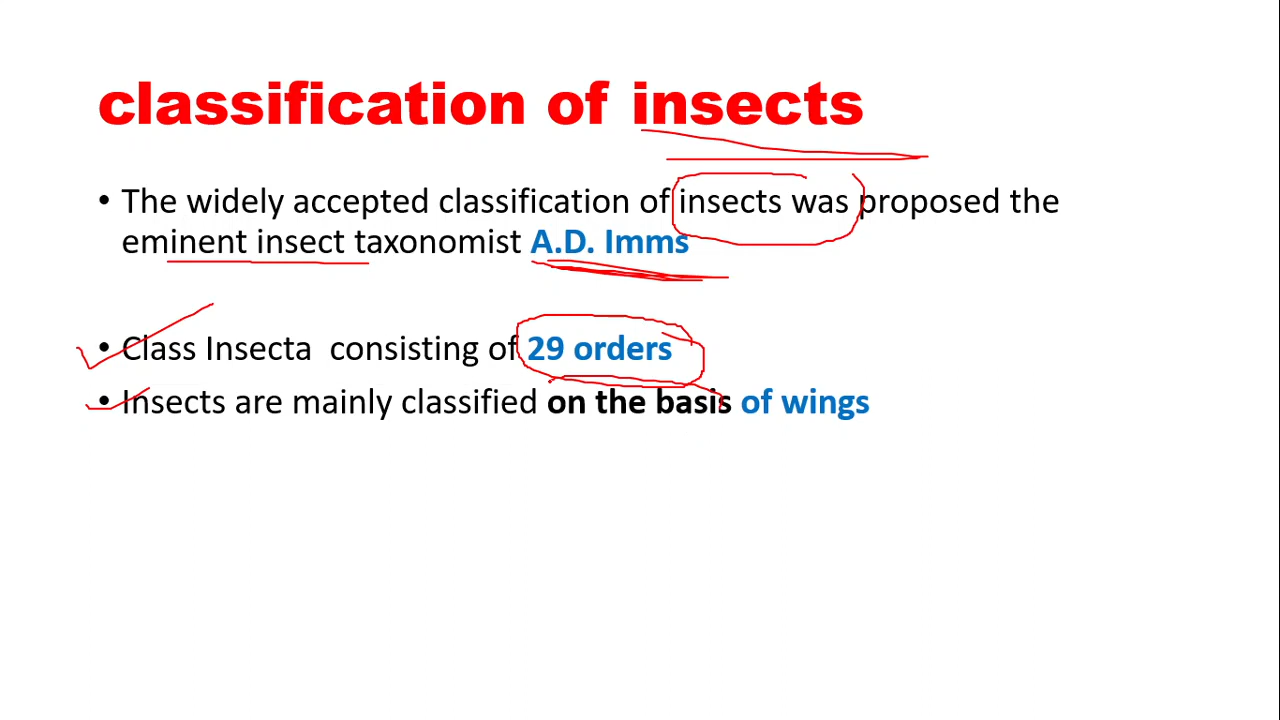 classification of insects
• The widely accepted classification of insects was proposed the
eminent insect taxonomist A.D. Imms
• Class Insecta consisting of 29 orders
• Insects are mainly classified on the basis of wings